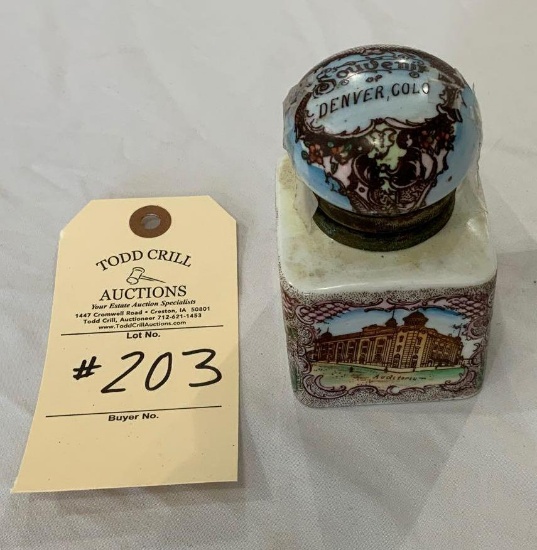 TODD CRILL
AUCTIONS
Your Estate Auction Specialists
1447 Cromwell Road • Creston, IA 50801
Todd Crill, Auctioneer 712-621-1453
www.ToddCrillAuctions.com
Lot No.
# 203
Buyer No.
Souvenir
OF
DENVER, COLO
Auditorium